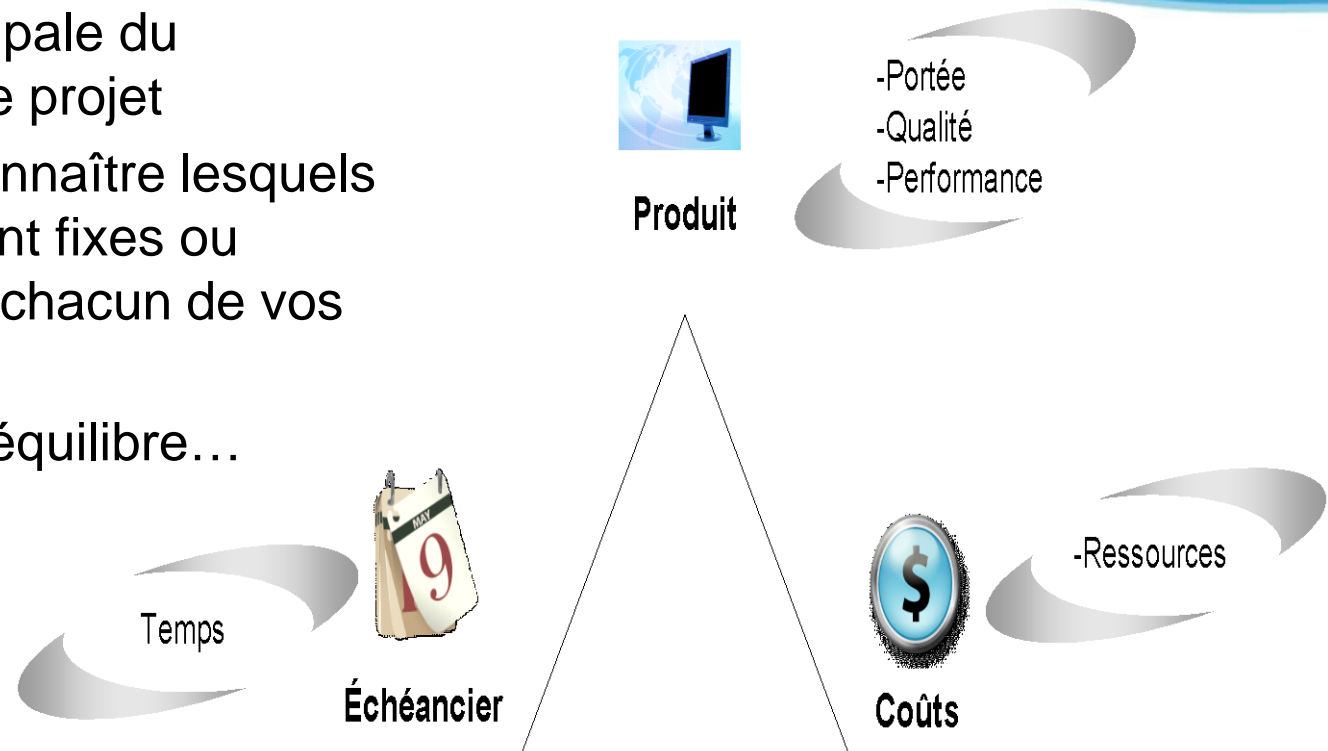 pale du
e projet
nnaître lesquels
nt fixes ou
chacun de vos
équilibre…
-Portée
-Qualité
-Performance
Produit
MAY
19
Temps
Échéancier
$
Coûts
-Ressources